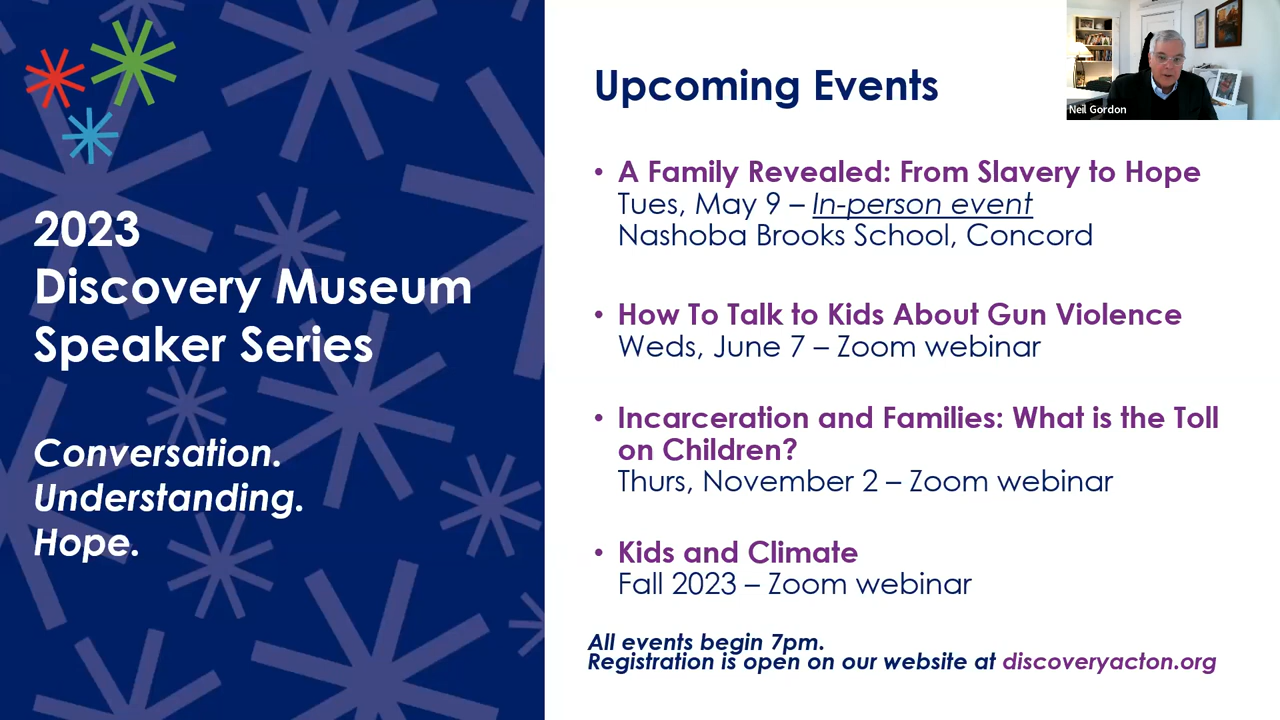 2023
Discovery Museum
Speaker Series
Conversation.
Understanding.
Hope.
Upcoming Events
• A Family Revealed: From Slavery to Hope
Tues, May 9 – In-person event
Nashoba Brooks School, Concord
• How To Talk to Kids About Gun Violence
Weds, June 7 – Zoom webinar
• Incarceration and Families: What is the Toll
on Children?
Thurs, November 2 – Zoom webinar
• Kids and Climate
Fall 2023 – Zoom webinar
All events begin 7pm.
Registration is open on our website at discoveryacton.org
Neil Gordon